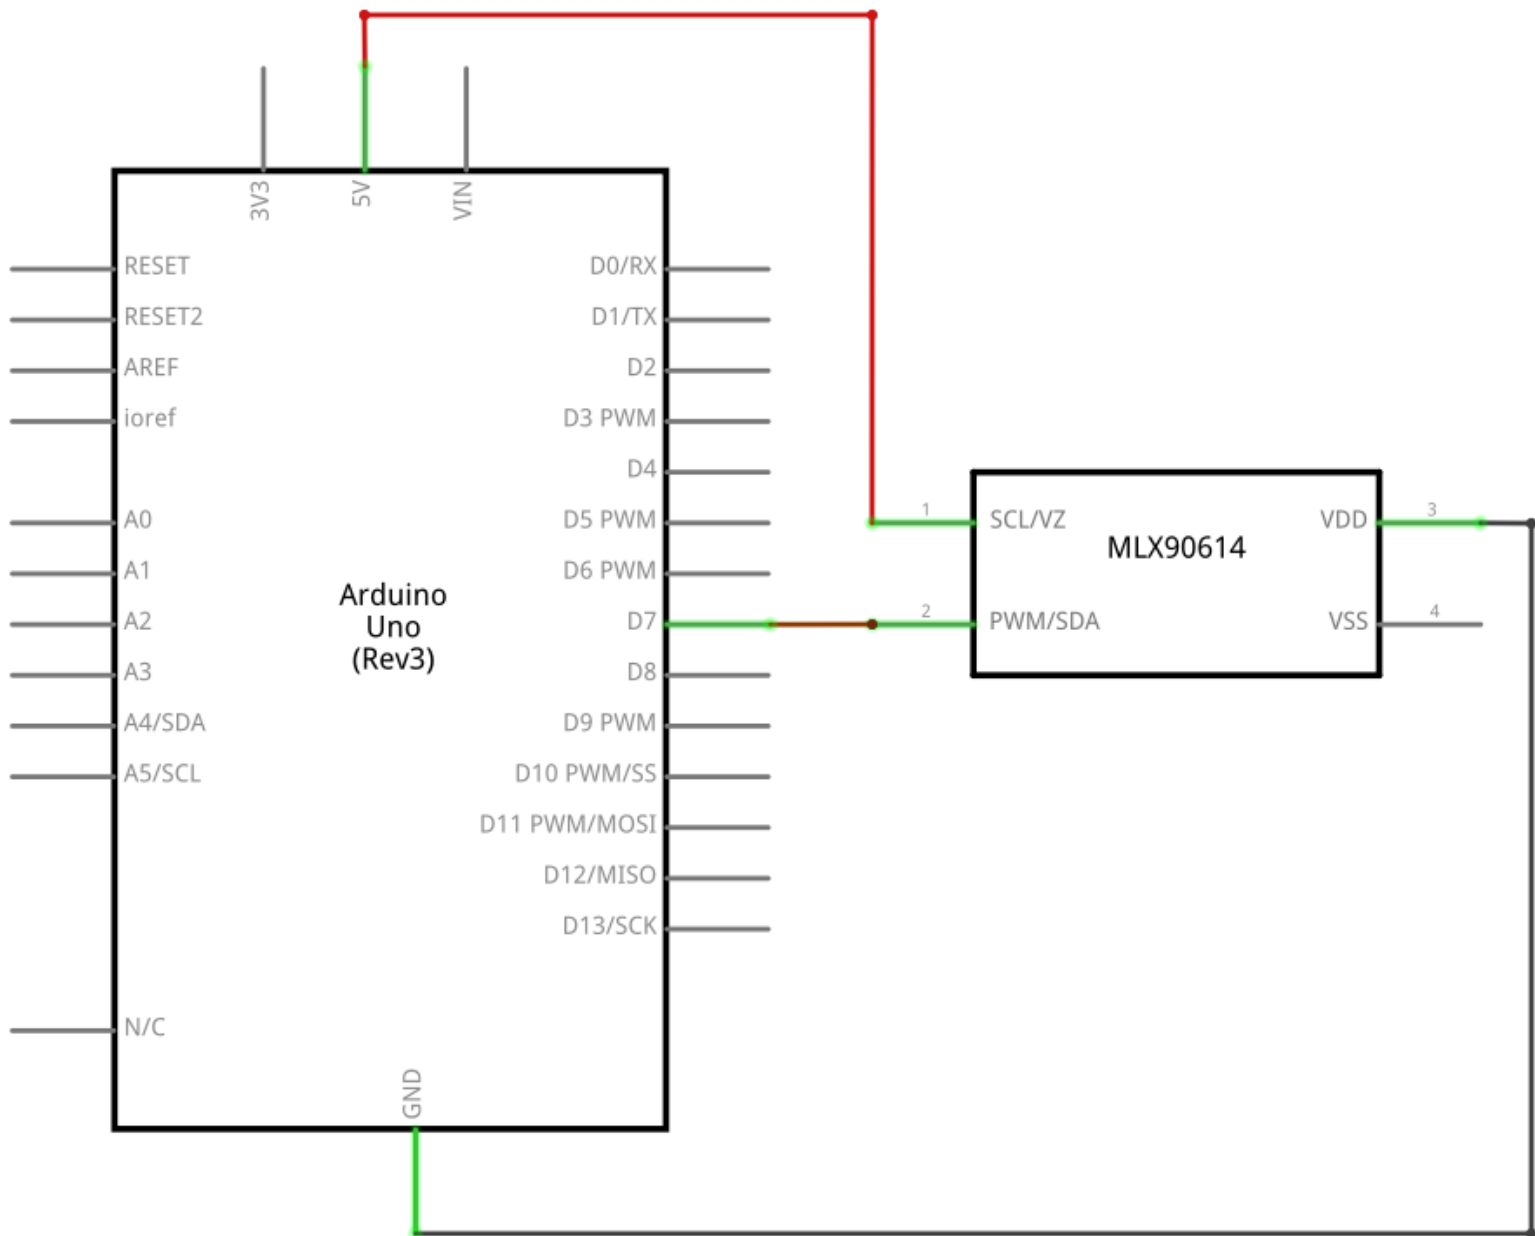 3V3
5V
VIN
RESET
D0/RX
RESET2
D1/TX
AREF
D2
ioref
D3 PWM
D4
A0
D5 PWM
1
SCL/VZ
VDD
3
MLX90614
A1
D6 PWM
Arduino
Uno
(Rev3)
A2
D7
2
PWM/SDA
VSS
4
A3
D8
A4/SDA
D9 PWM
A5/SCL
D10 PWM/SS
D11 PWM/MOSI
D12/MISO
D13/SCK
N/C
GND